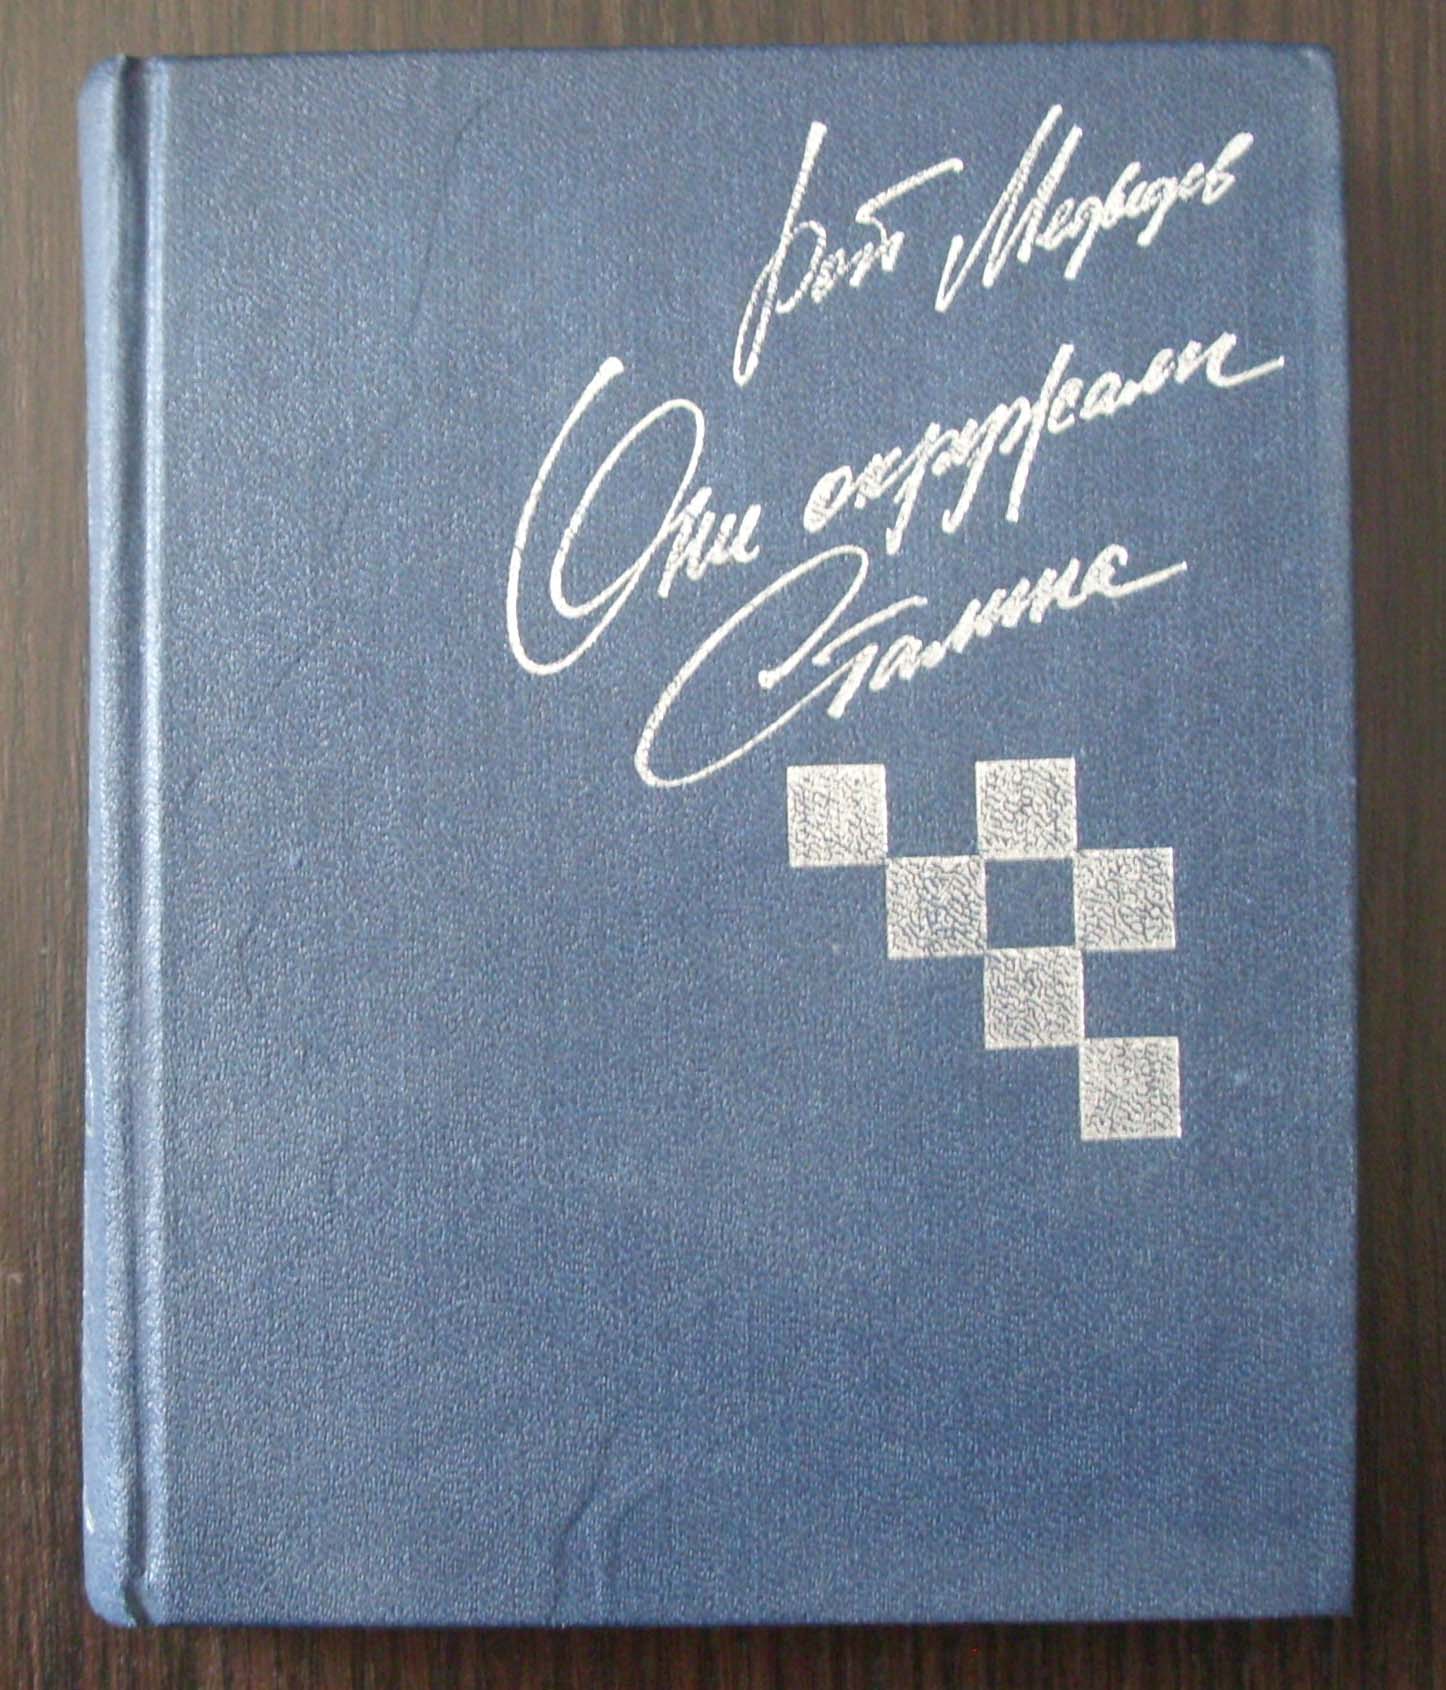 Рой Медведев
Они окружали
Сталина